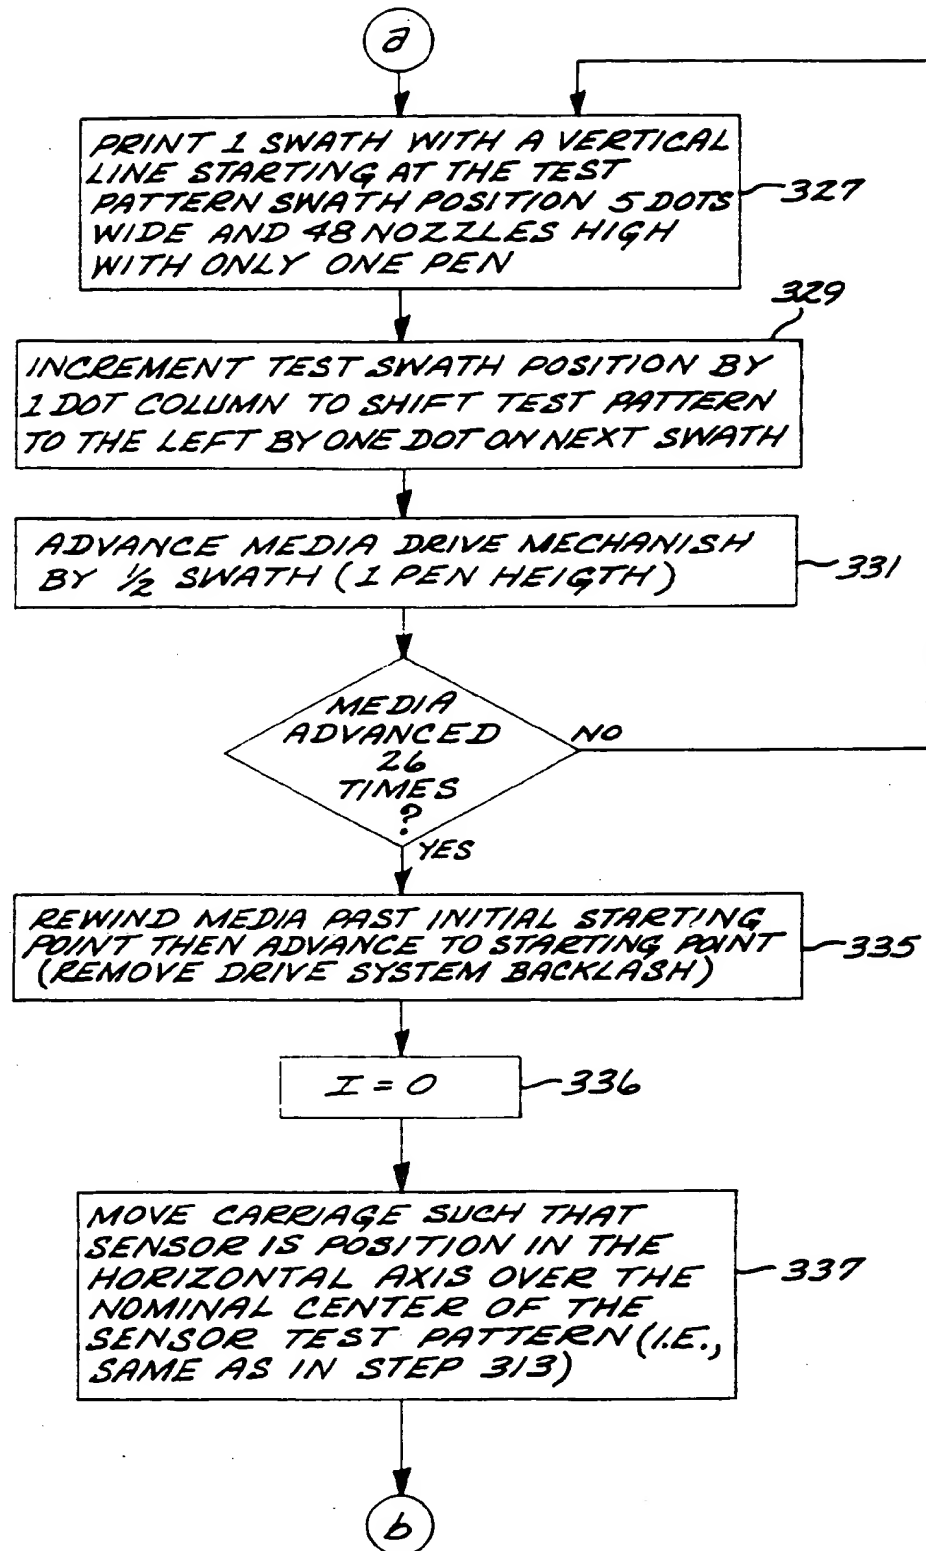 a
PRINT 1 SWATH WITH A VERTICAL
LINE STARTING AT THE TEST
PATTERN SWATH POSITION 5 DOTS
WIDE AND 48 NOZZLES HIGH
WITH ONLY ONE PEN
327
329
INCREMENT TEST SWATH POSITION BY
1 DOT COLUMN TO SHIFT TEST PATTERN
TO THE LEFT BY ONE DOT ON NEXT SWATH
ADVANCE MEDIA DRIVE MECHANISH
BY 1/2 SWATH (1 PEN HEIGTH)
331
MEDIA
ADVANCED
26
TIMES
?
NO
YES
REWIND MEDIA PAST INITIAL STARTING
POINT THEN ADVANCE TO STARTING POINT
(REMOVE DRIVE SYSTEM BACKLASH)
335
I = 0
336
MOVE CARRIAGE SUCH THAT
SENSOR IS POSITION IN THE
HORIZONTAL AXIS OVER THE
NOMINAL CENTER OF THE
SENSOR TEST PATTERN (I.E.,
SAME AS IN STEP 313)
337
b